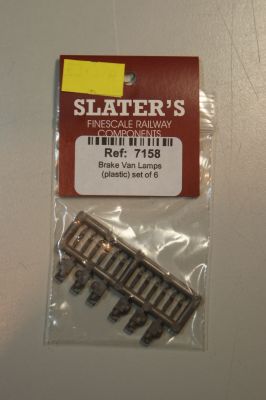 SLATER'S
FINESCALE RAILWAY
COMPONENTS
Ref: 7158
Brake Van Lamps
(plastic) set of 6